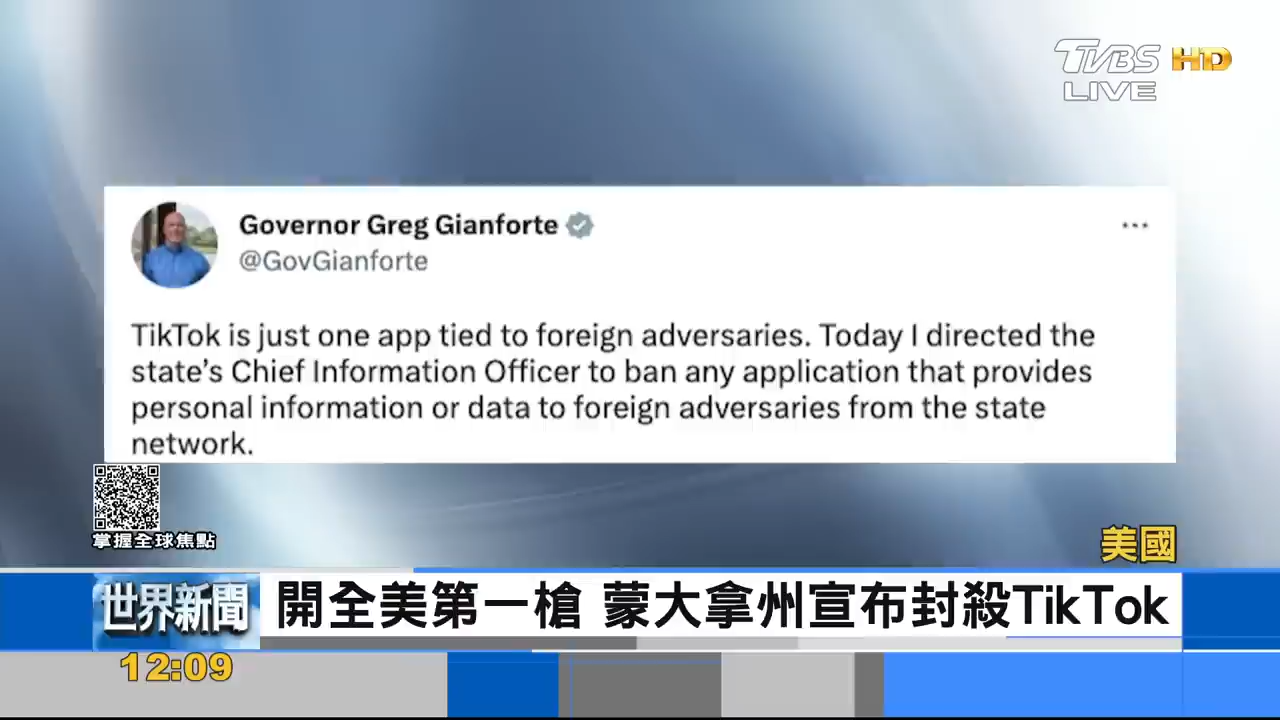 TVBS HD
LIVE
Governor Greg Gianforte
@GovGianforte
TikTok is just one app tied to foreign adversaries. Today I directed the
state’s Chief Information Officer to ban any application that provides
personal information or data to foreign adversaries from the state
network.
掌握全球焦點
美國
世界新聞
開全美第一槍 蒙大拿州宣布封殺TikTok
12:09